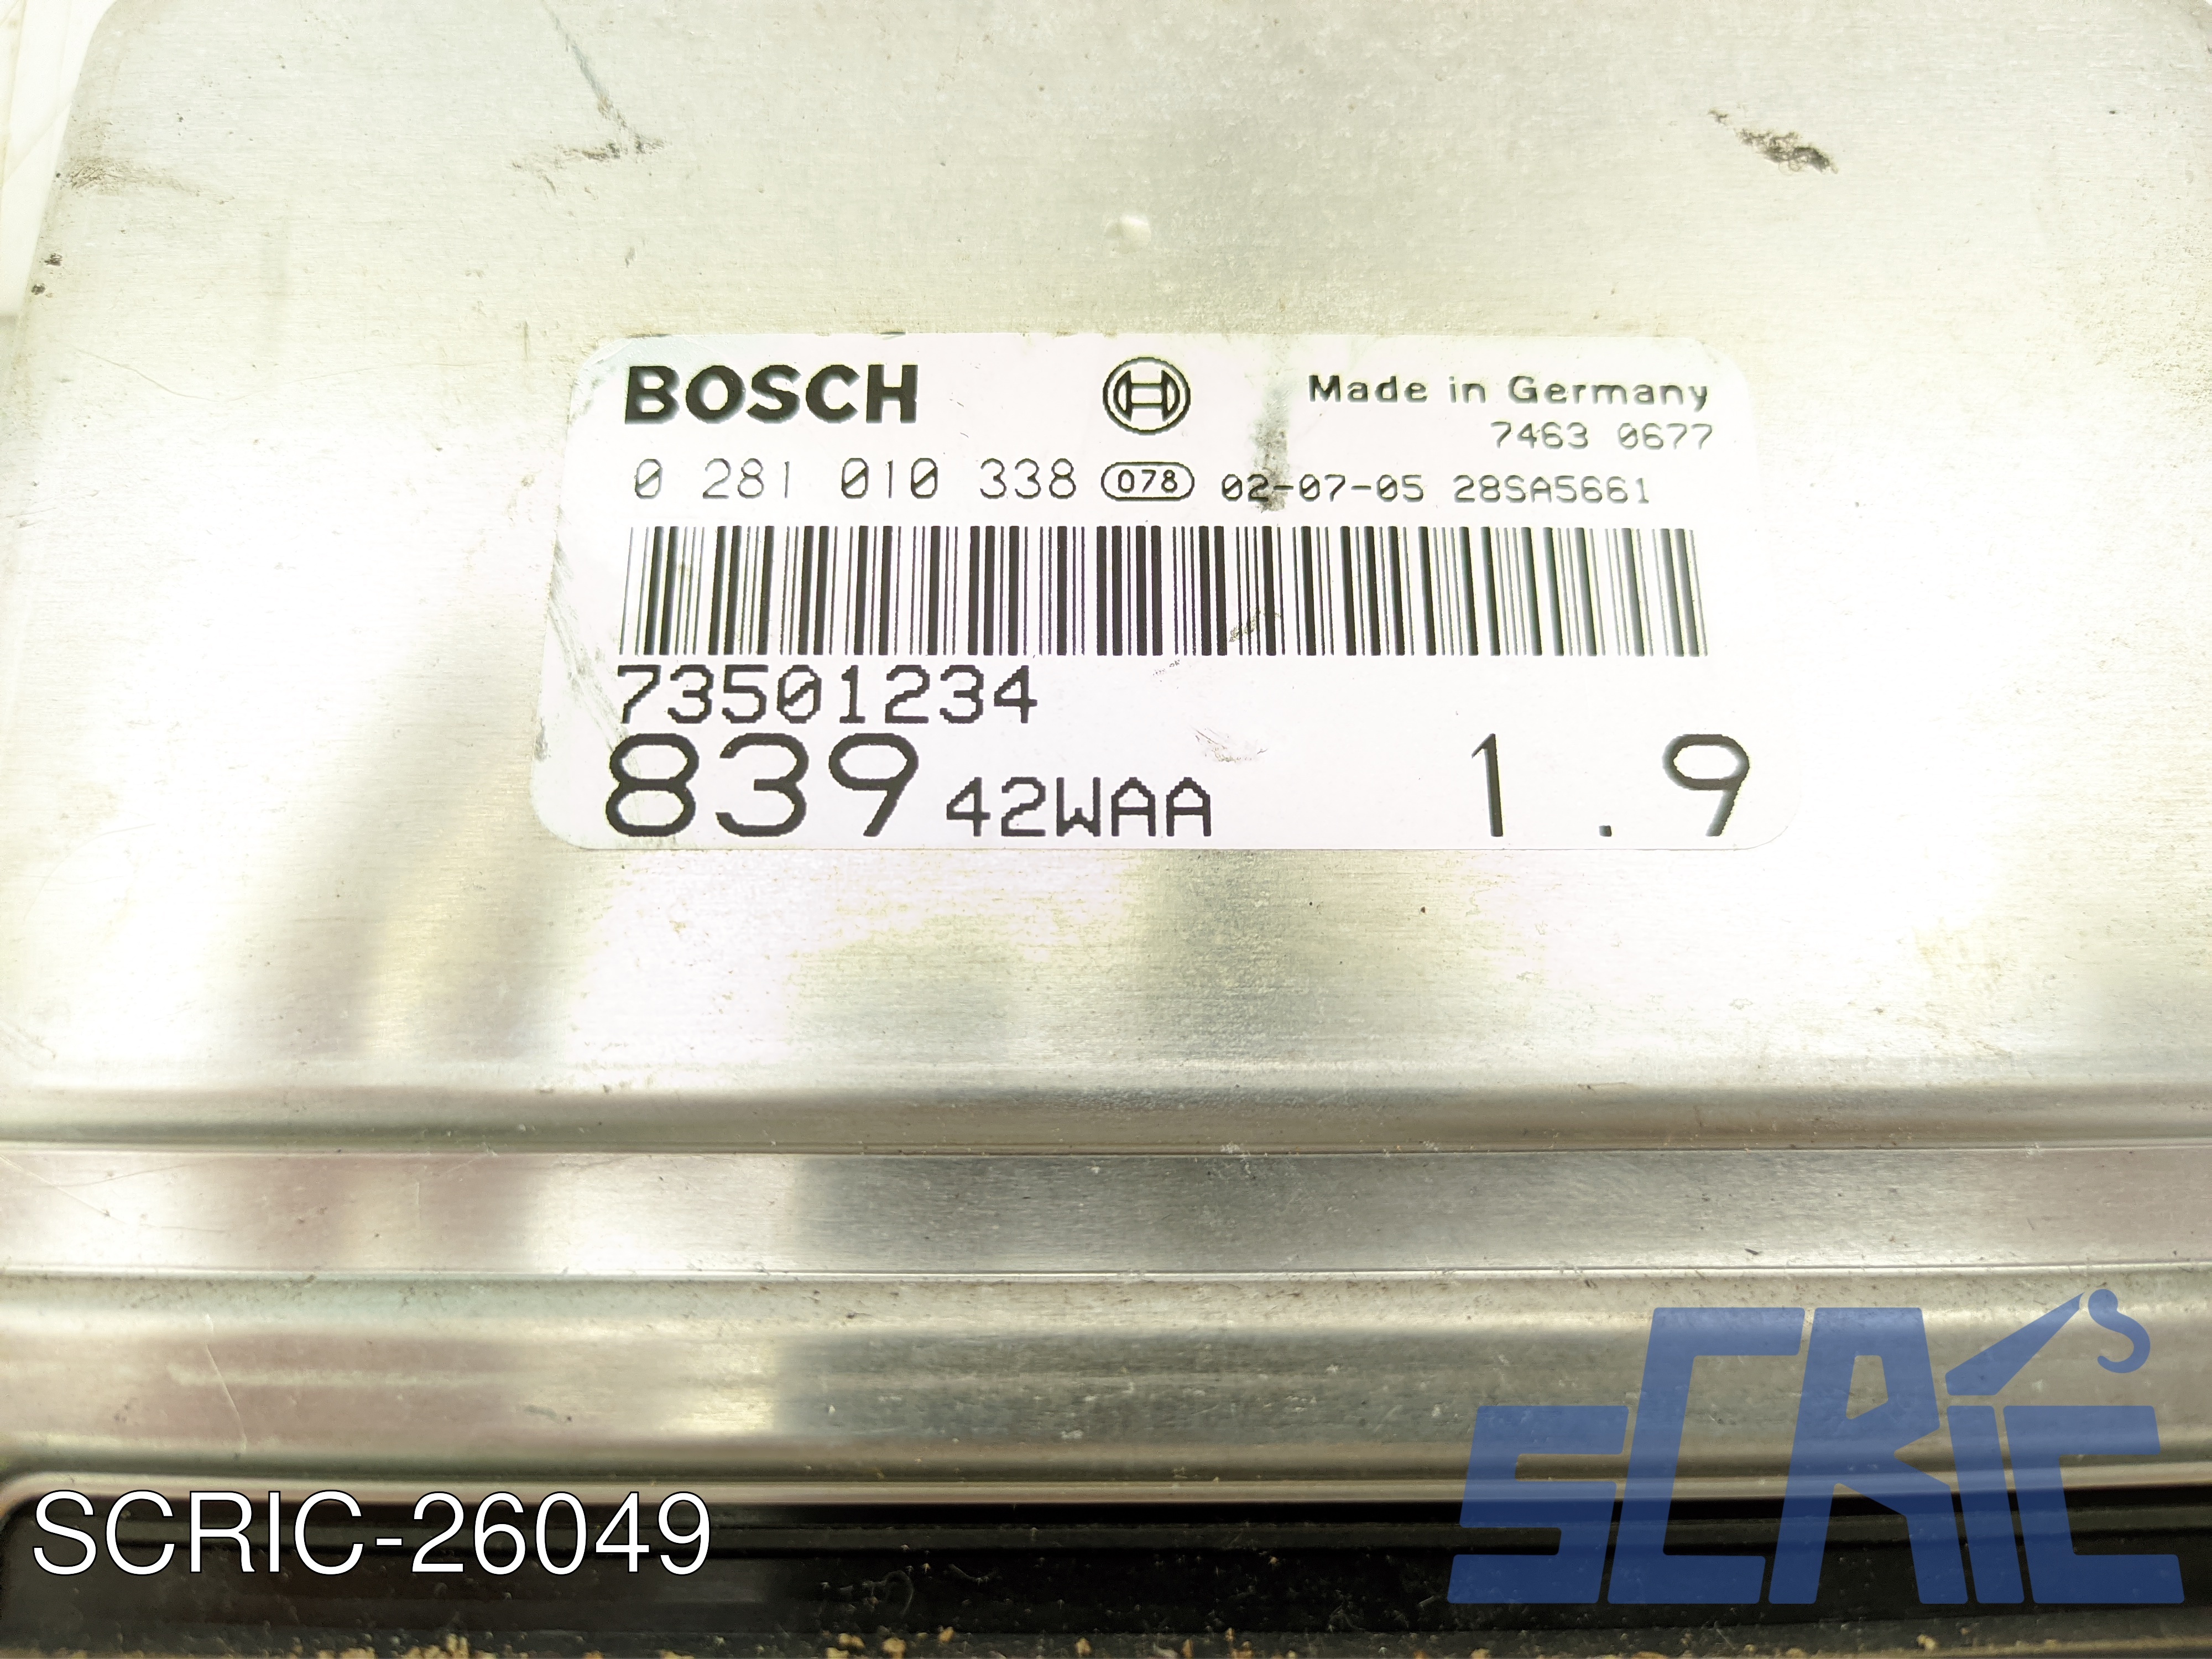 BOSCH
Made in Germany
7463 0677
0 281 010 338 078 02-07-05 28SA5661
73501234
839 42WAA 1.9
SCRIC-26049
SCRIC